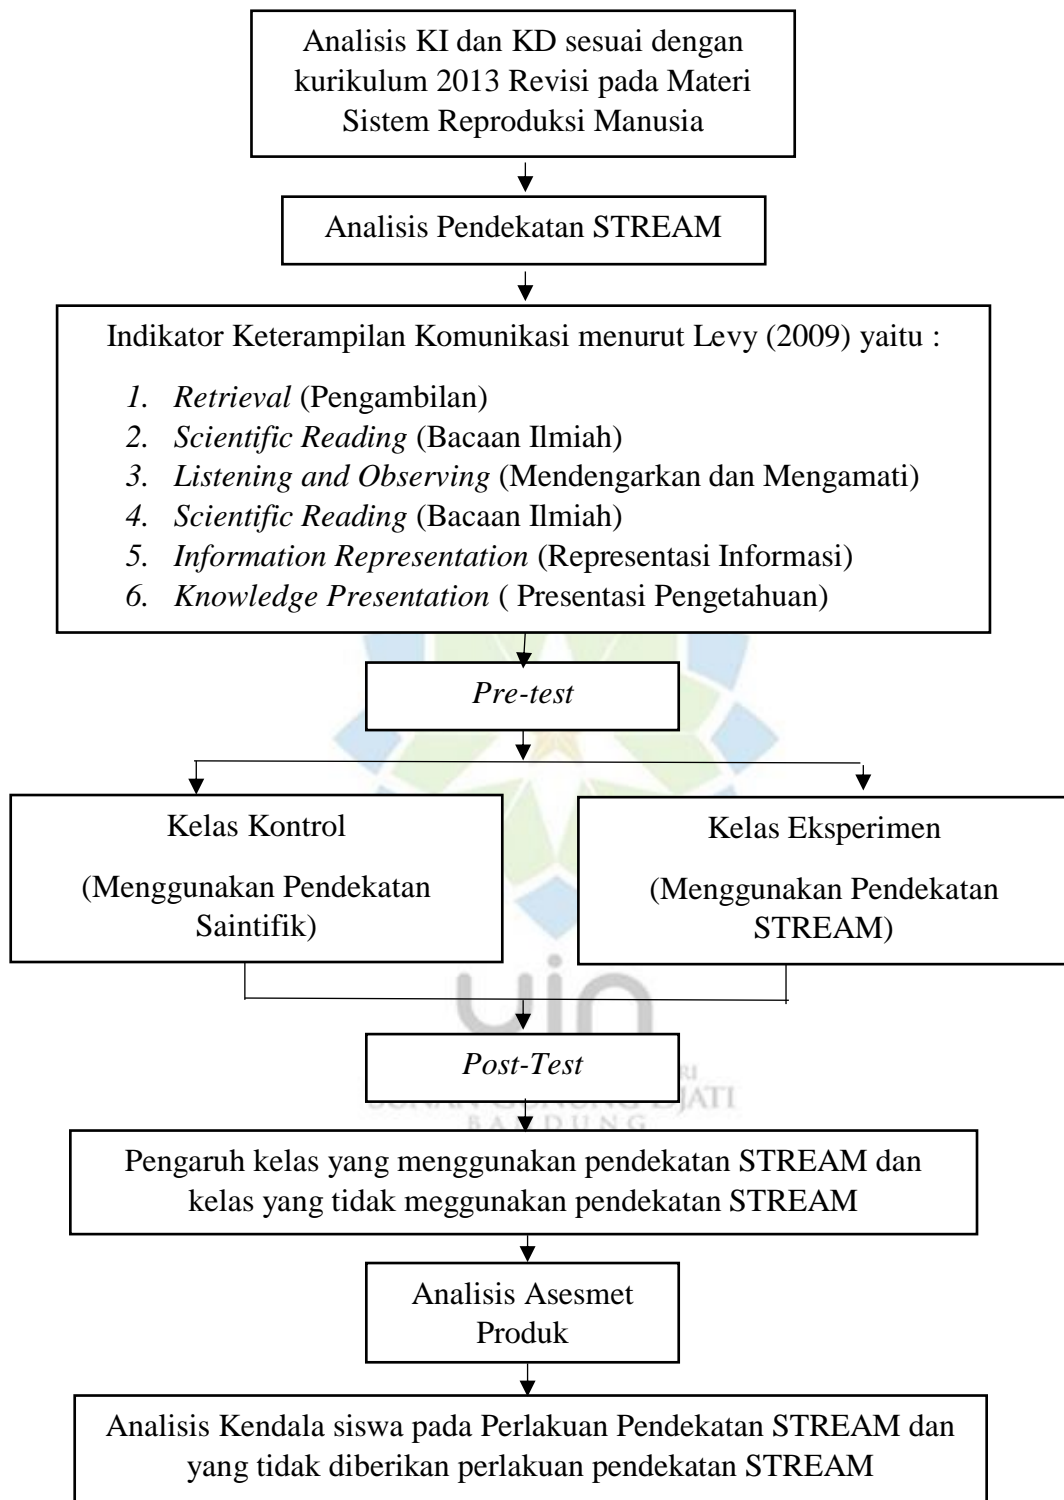 Analisis KI dan KD sesuai dengan
kurikulum 2013 Revisi pada Materi
Sistem Reproduksi Manusia
Analisis Pendekatan STREAM
Indikator Keterampilan Komunikasi menurut Levy (2009) yaitu :
1. Retrieval (Pengambilan)
2. Scientific Reading (Bacaan Ilmiah)
3. Listening and Observing (Mendengarkan dan Mengamati)
4. Scientific Reading (Bacaan Ilmiah)
5. Information Representation (Representasi Informasi)
6. Knowledge Presentation ( Presentasi Pengetahuan)
Pre-test
Kelas Kontrol
(Menggunakan Pendekatan
Saintifik)
Kelas Eksperimen
(Menggunakan Pendekatan
STREAM)
uin
Post-Test
SUNAN GUNUNG DJATI
BANDUNG
Pengaruh kelas yang menggunakan pendekatan STREAM dan
kelas yang tidak meggunakan pendekatan STREAM
Analisis Asesmet
Produk
Analisis Kendala siswa pada Perlakuan Pendekatan STREAM dan
yang tidak diberikan perlakuan pendekatan STREAM